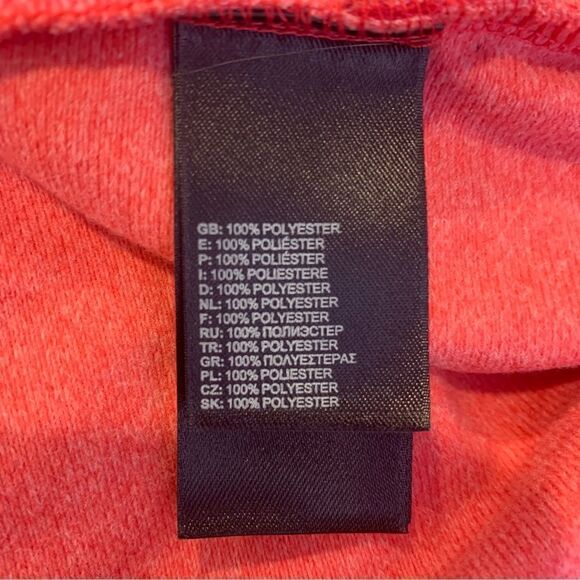 GB: 100% POLYESTER
E: 100% POLIÉSTER
P: 100% POLIÉSTER
I: 100% POLIESTERE
D: 100% POLYESTER
NL: 100% POLYESTER
F: 100% POLYESTER
RU: 100% ПОЛИЭСТЕР
TR: 100% POLYESTER
GR: 100% ΠΟΛΥΕΣΤΕΡΑΣ
PL: 100% POLIESTER
CZ: 100% POLYESTER
SK: 100% POLYESTER